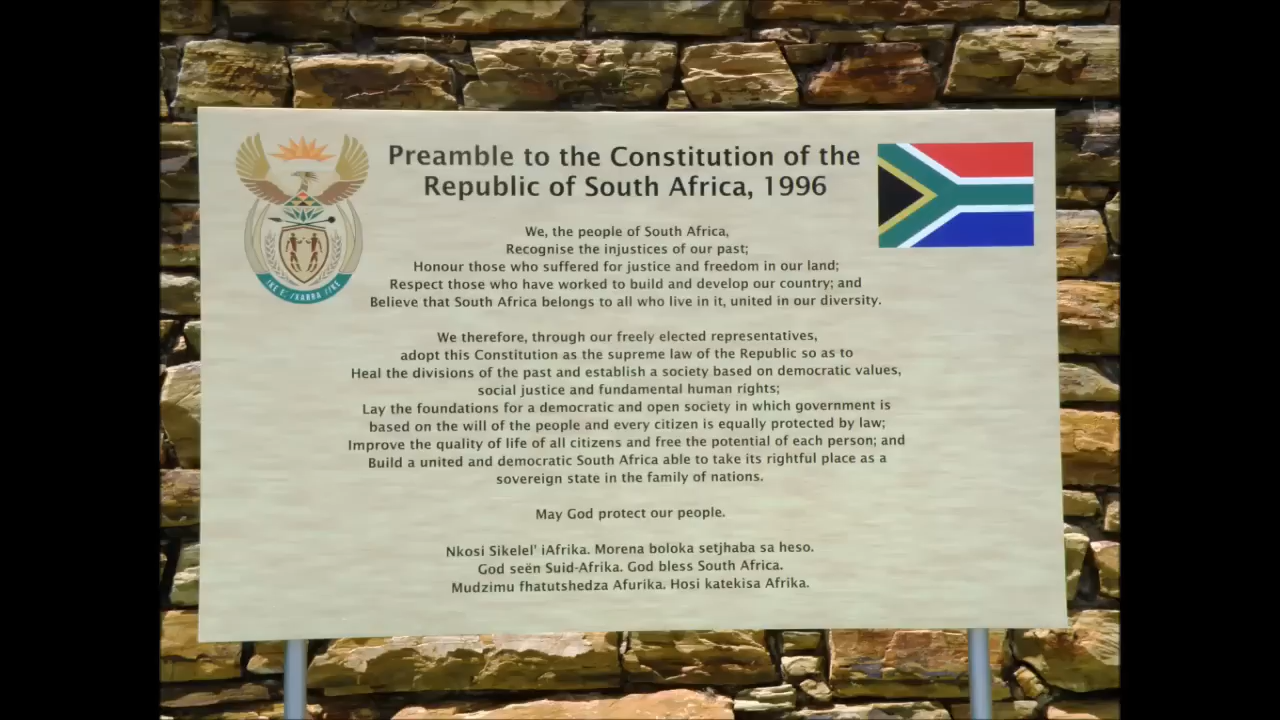 Preamble to the Constitution of the
Republic of South Africa, 1996
We, the people of South Africa,
Recognise the injustices of our past;
Honour those who suffered for justice and freedom in our land;
Respect those who have worked to build and develop our country; and
Believe that South Africa belongs to all who live in it, united in our diversity.
We therefore, through our freely elected representatives,
adopt this Constitution as the supreme law of the Republic so as to
Heal the divisions of the past and establish a society based on democratic values,
social justice and fundamental human rights;
Lay the foundations for a democratic and open society in which government is
based on the will of the people and every citizen is equally protected by law;
Improve the quality of life of all citizens and free the potential of each person; and
Build a united and democratic South Africa able to take its rightful place as a
sovereign state in the family of nations.
May God protect our people.
Nkosi Sikelel' iAfrika. Morena boloka setjhaba sa heso.
God seën Suid-Afrika. God bless South Africa.
Mudzimu fhatutshedza Afurika. Hosi katekisa Afrika.